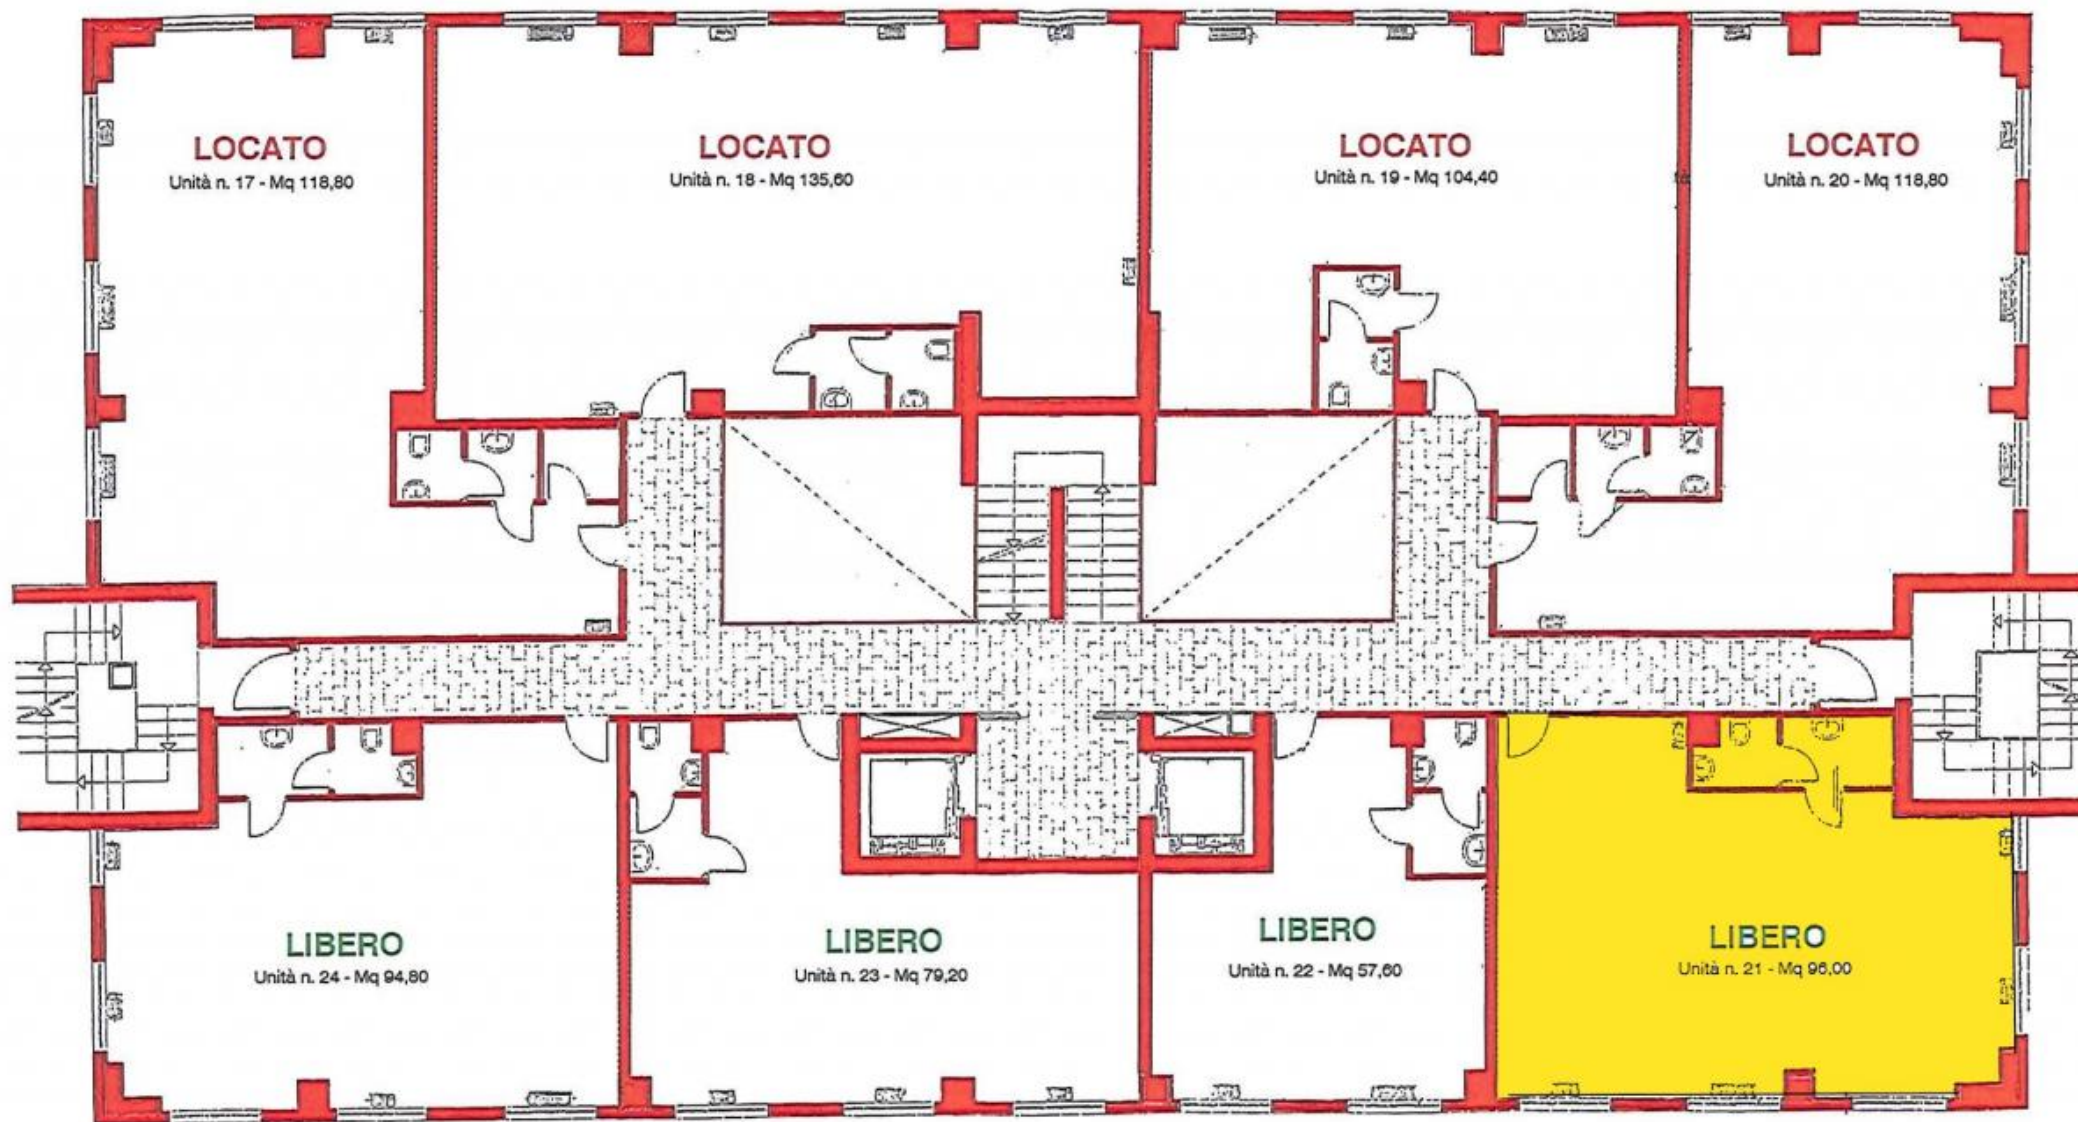 LOCATO
Unità n. 17 - Mq 118,80
LOCATO
Unità n. 18 - Mq 135,60
LOCATO
Unità n. 19 - Mq 104,40
LOCATO
Unità n. 20 - Mq 118,80
LIBERO
Unità n. 24 - Mq 94,80
LIBERO
Unità n. 23 - Mq 79,20
LIBERO
Unità n. 22 - Mq 57,60
LIBERO
Unità n. 21 - Mq 96,00